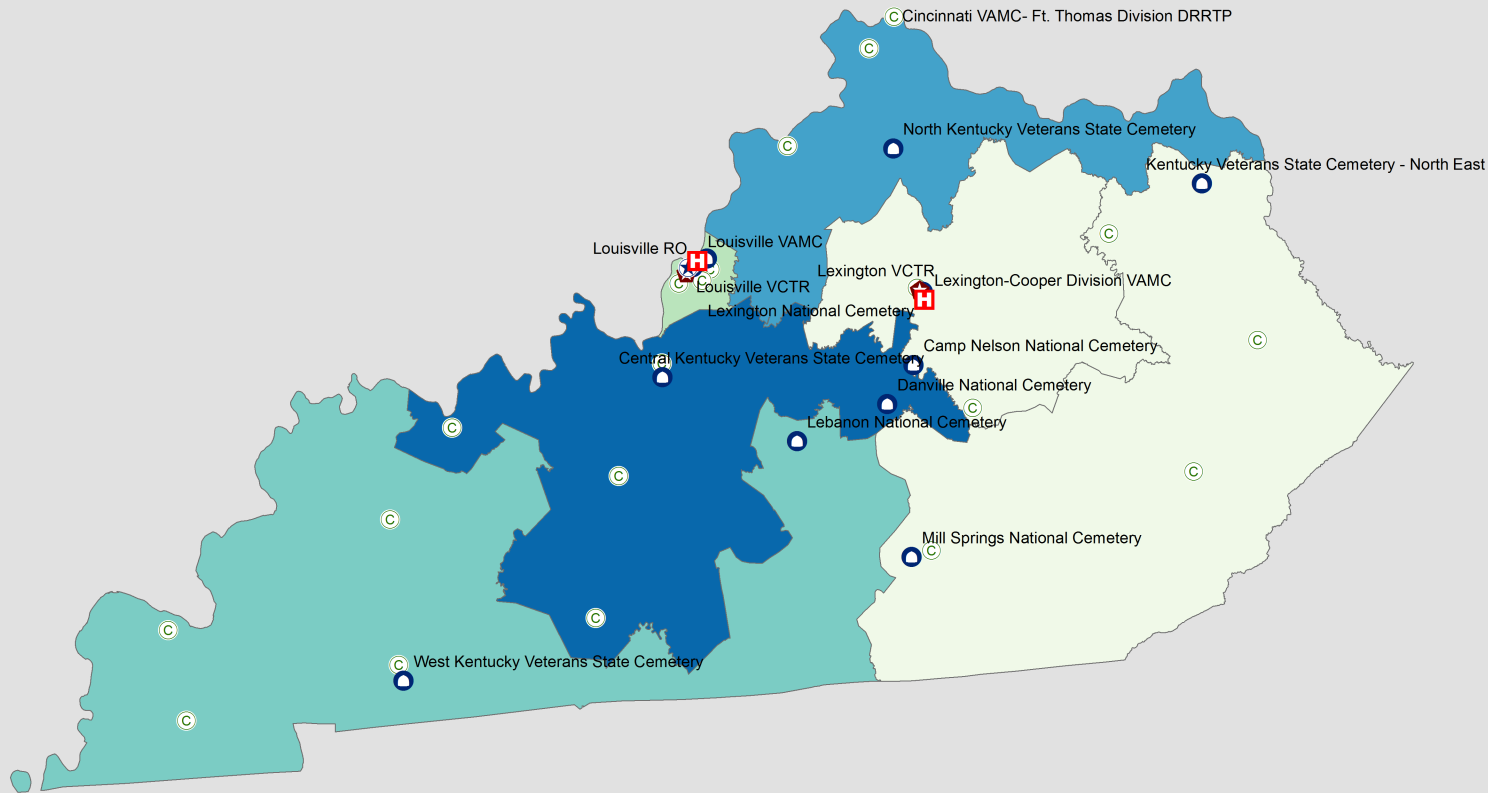 C Cincinnati VAMC- Ft. Thomas Division DRRTP
C
North Kentucky Veterans State Cemetery
C
Kentucky Veterans State Cemetery - North East
C
Louisville RO
Louisville VAMC
H
C
C
C
Louisville VCTR
Lexington VCTR
Lexington-Cooper Division VAMC
H
Lexington National Cemetery
C
Camp Nelson National Cemetery
Central Kentucky Veterans State Cemetery
C
Danville National Cemetery
C
Lebanon National Cemetery
C
C
C
C
Mill Springs National Cemetery
C
C
C
C
West Kentucky Veterans State Cemetery
C